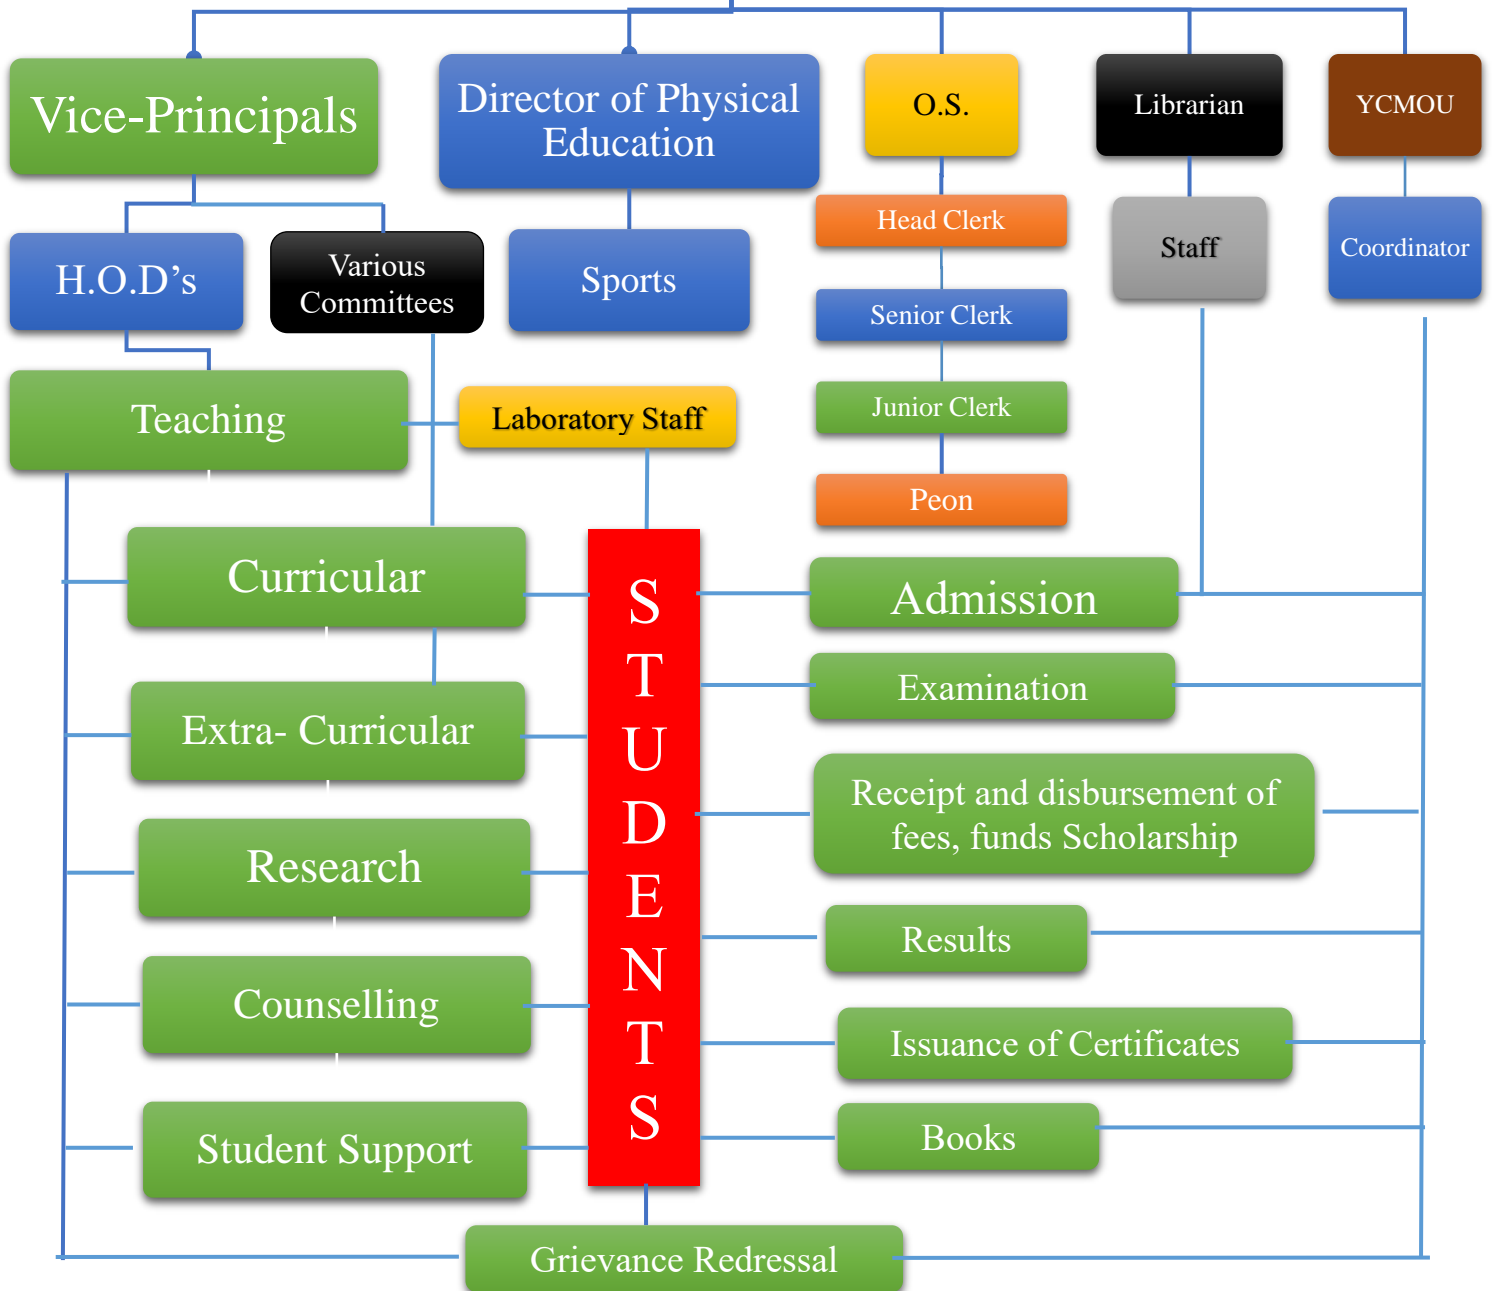 Vice-Principals
Director of Physical
Education
O.S.
Librarian
YCMOU
Head Clerk
Staff
Coordinator
H.O.D’s
Various
Committees
Sports
Senior Clerk
Teaching
Laboratory Staff
Junior Clerk
Peon
Curricular
S
T
U
D
E
N
T
S
Admission
Extra- Curricular
Examination
Research
Receipt and disbursement of
fees, funds Scholarship
Counselling
Results
Student Support
Issuance of Certificates
Books
Grievance Redressal